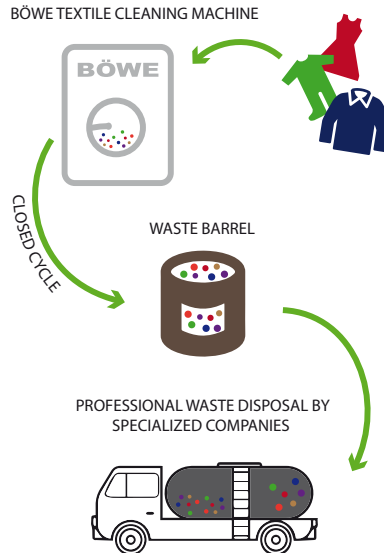 BÖWE TEXTILE CLEANING MACHINE
BÖWE
CLOSED CYCLE
WASTE BARREL
PROFESSIONAL WASTE DISPOSAL BY
SPECIALIZED COMPANIES